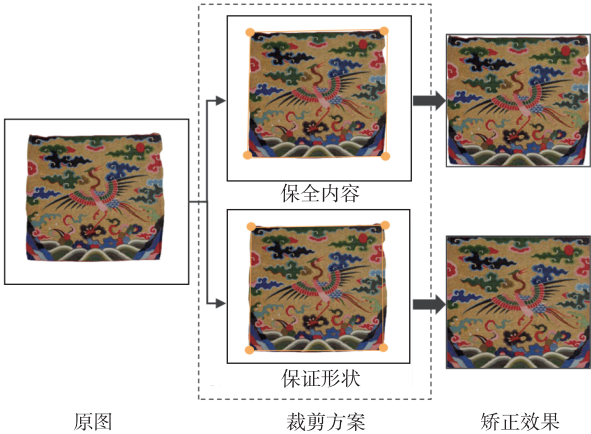 保全内容
保证形状
原图
裁剪方案
矫正效果